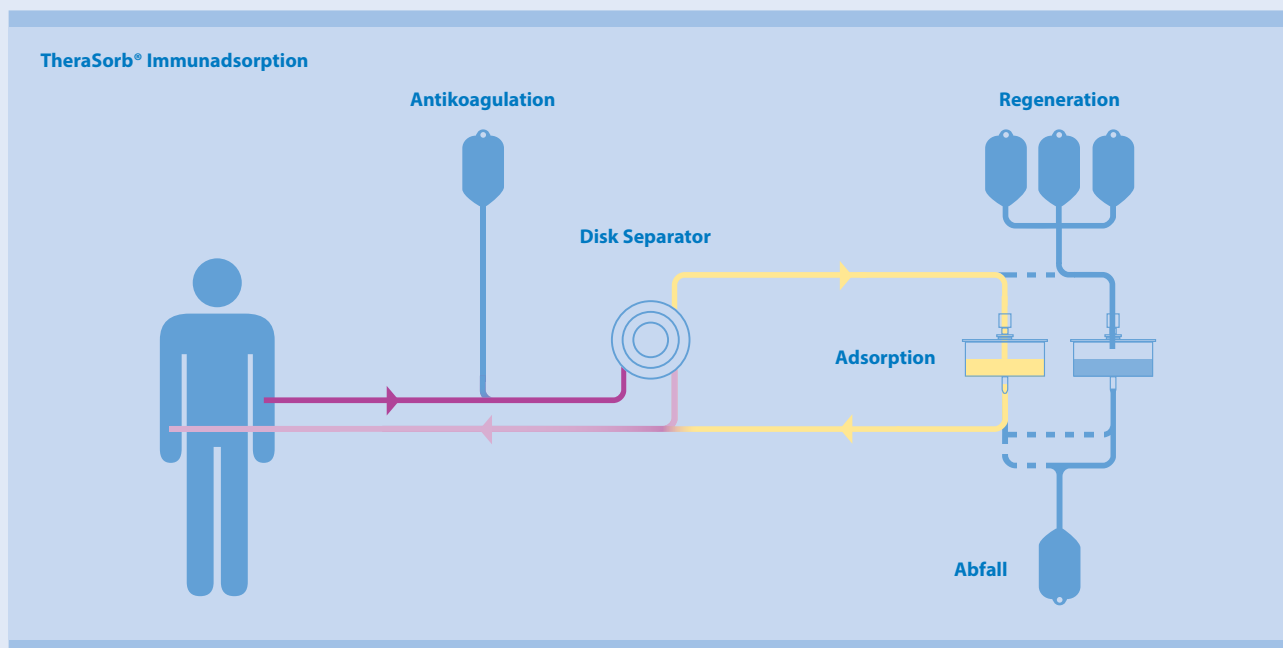 TheraSorb® Immunadsorption
Antikoagulation
Regeneration
Disk Separator
Adsorption
Abfall